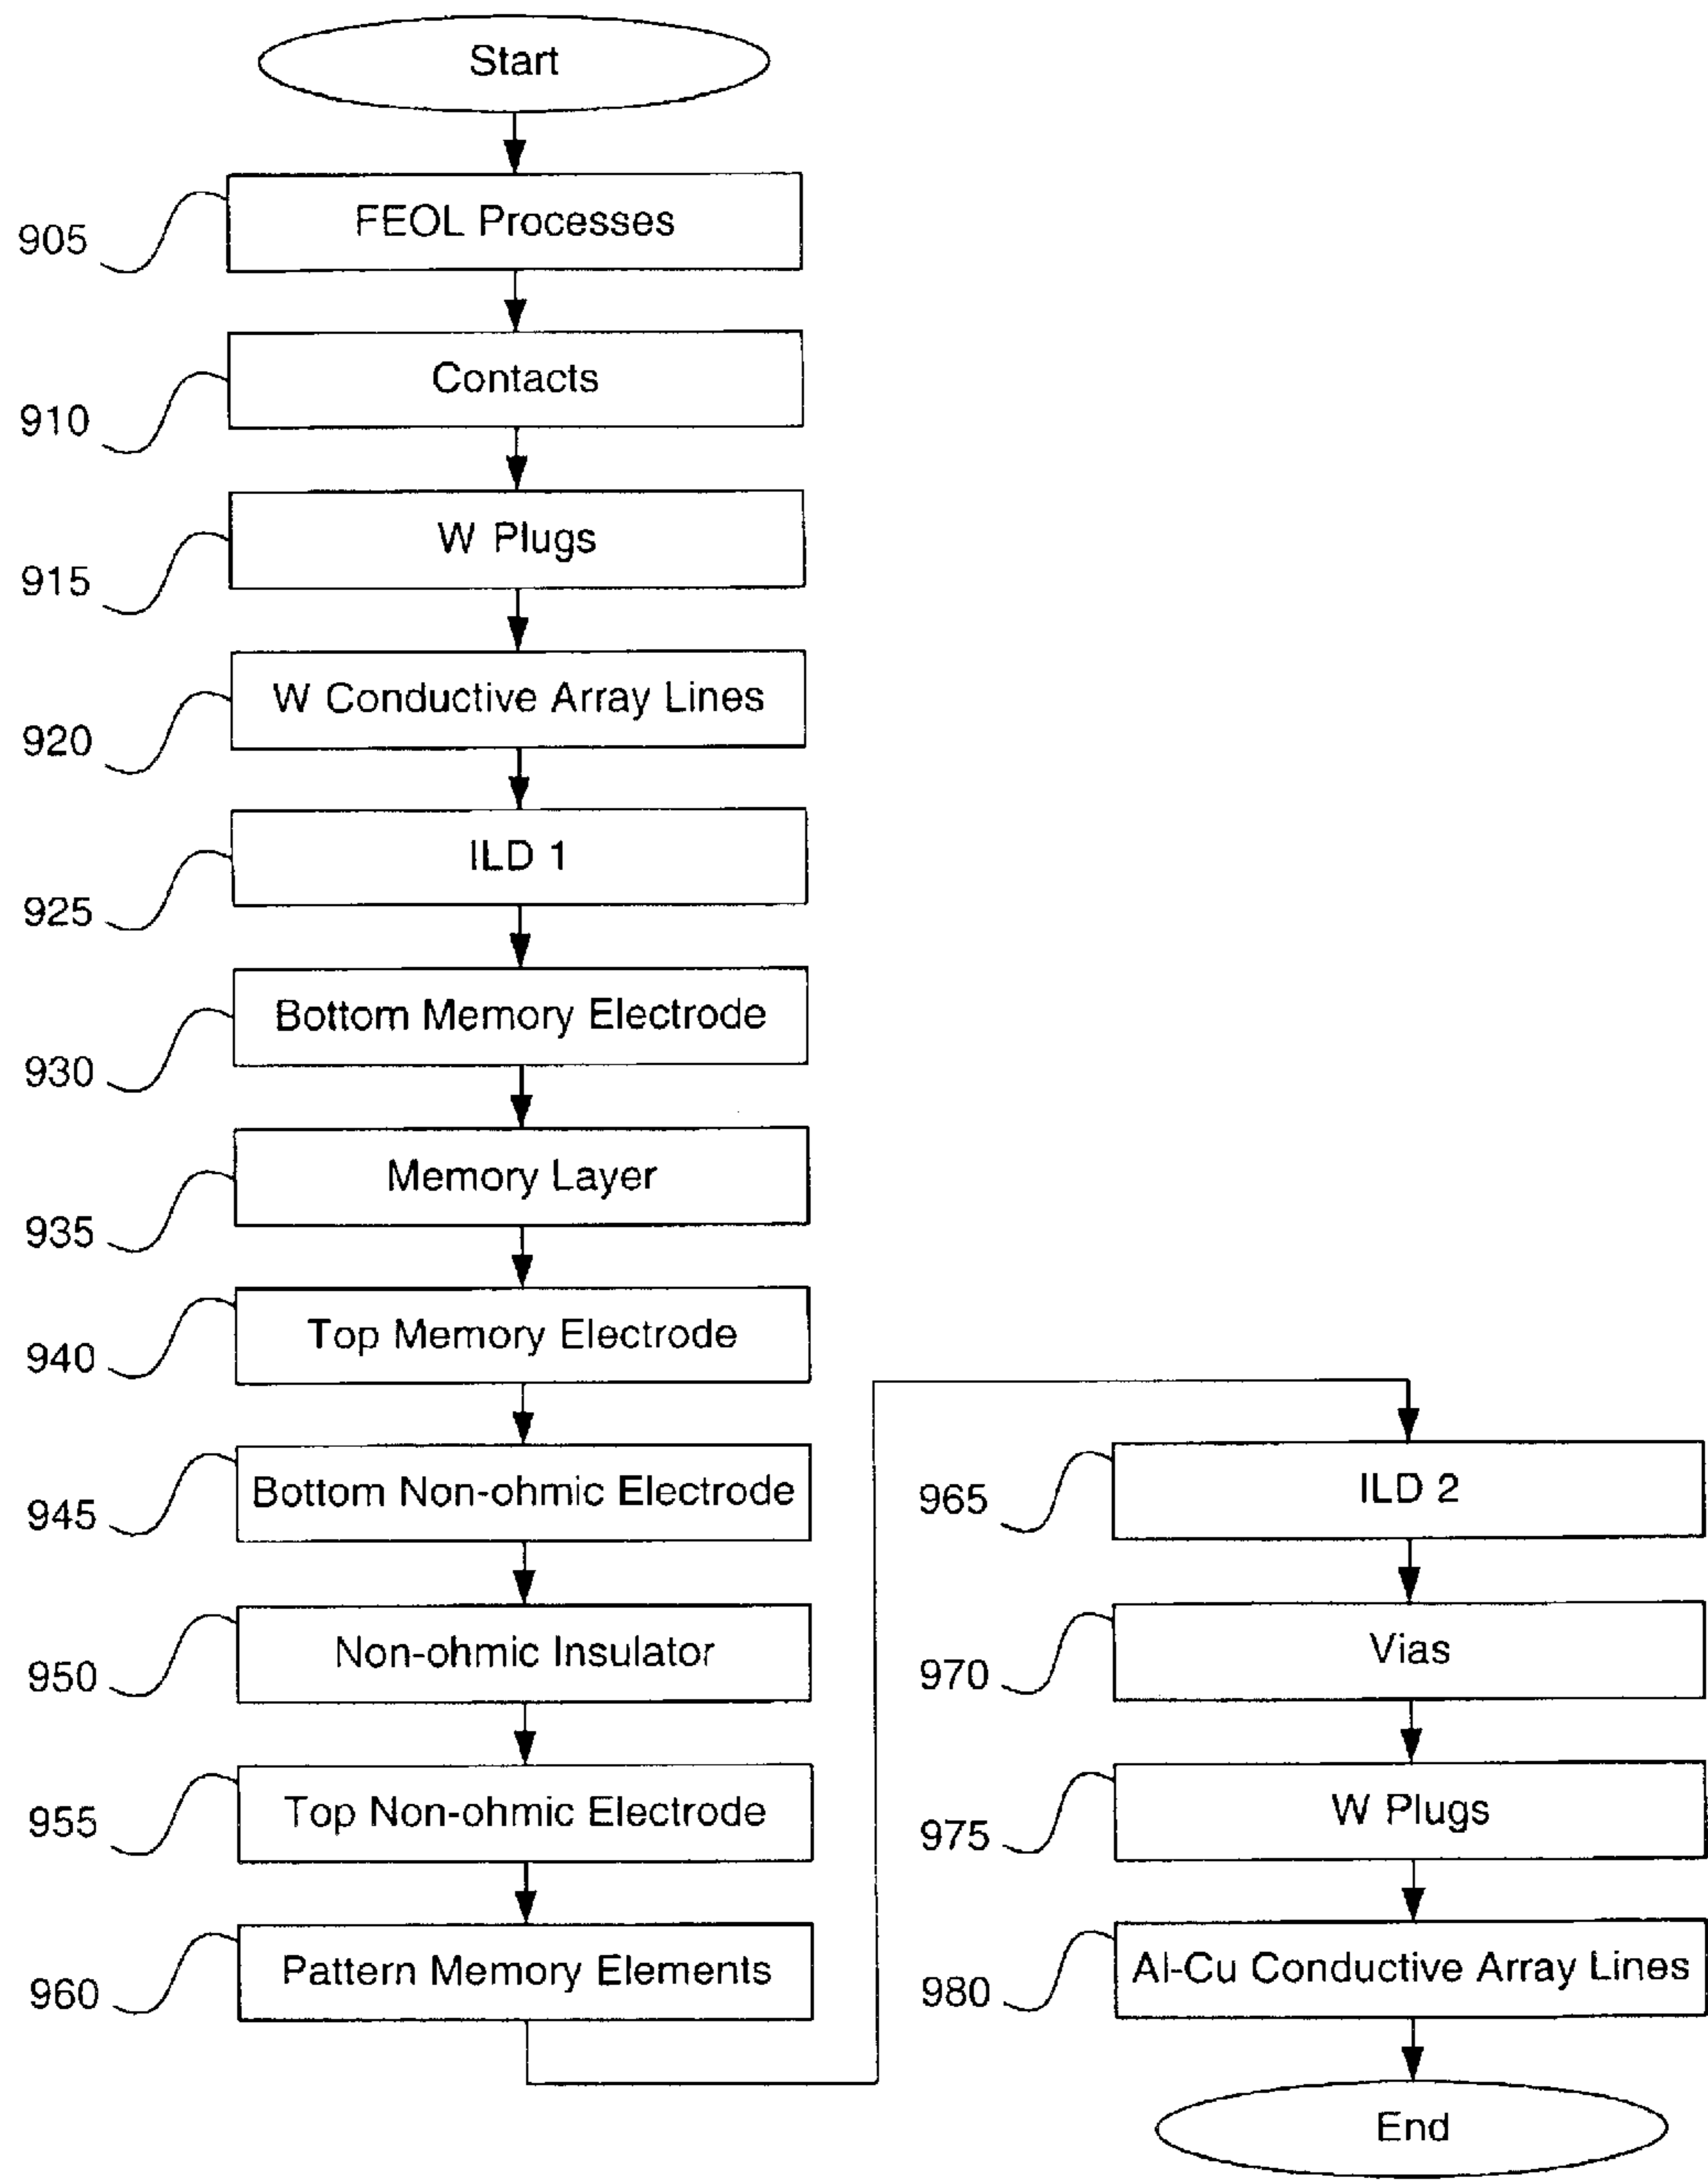 Start
905
FEOL Processes
910
Contacts
915
W Plugs
920
W Conductive Array Lines
925
ILD 1
930
Bottom Memory Electrode
935
Memory Layer
940
Top Memory Electrode
945
Bottom Non-ohmic Electrode
950
Non-ohmic Insulator
955
Top Non-ohmic Electrode
960
Pattern Memory Elements
965
ILD 2
970
Vias
975
W Plugs
980
Al-Cu Conductive Array Lines
End